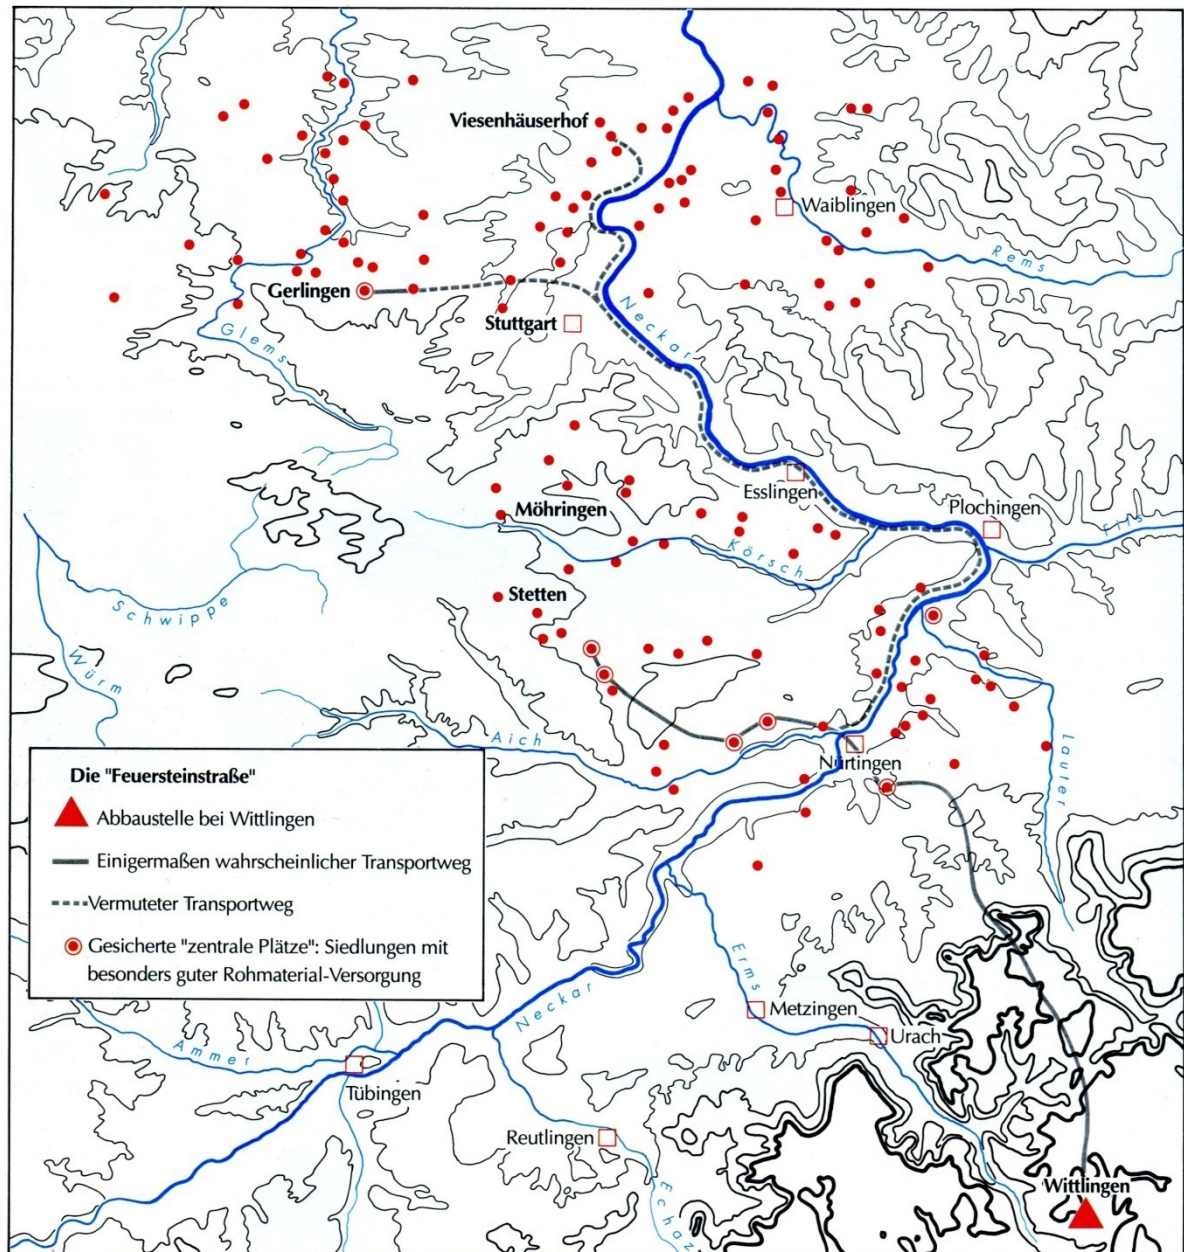 Viesenhäuserhof
Waiblingen
Rems
Gerlingen
Neckar
Stuttgart
Glems
Esslingen
Plochingen
Möhringen
Fils
Körsch
Schwippe
Stetten
Würm
Aich
Nürtingen
Lauter
Die "Feuersteinstraße"
Abbaustelle bei Wittlingen
Einigermaßen wahrscheinlicher Transportweg
Vermuteter Transportweg
Gesicherte "zentrale Plätze": Siedlungen mit
besonders guter Rohmaterial-Versorgung
Erms
Neckar
Metzingen
Urach
Ammer
Tübingen
Reutlingen
Echaz
Wittlingen